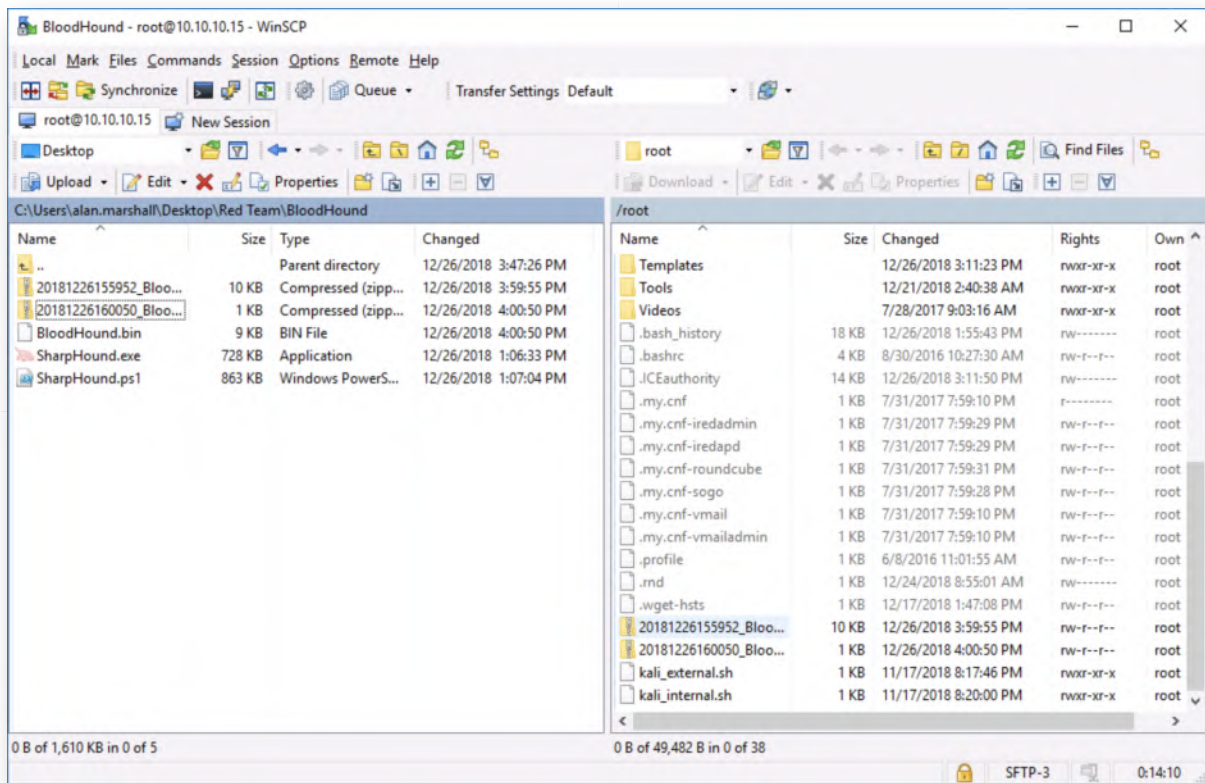 BloodHound - root@10.10.10.15 - WinSCP
Local Mark Files Commands Session Options Remote Help
Synchronize Queue Transfer Settings Default
root@10.10.10.15 New Session
Desktop
Upload Edit Properties
C:\Users\alan.marshall\Desktop\Red Team\BloodHound
Name Size Type Changed
.. Parent directory 12/26/2018 3:47:26 PM
20181226155952_Bloo... 10 KB Compressed (zipp... 12/26/2018 3:59:55 PM
20181226160050_Bloo... 1 KB Compressed (zipp... 12/26/2018 4:00:50 PM
BloodHound.bin 9 KB BIN File 12/26/2018 4:00:50 PM
SharpHound.exe 728 KB Application 12/26/2018 1:06:33 PM
SharpHound.ps1 863 KB Windows PowerS... 12/26/2018 1:07:04 PM
0 B of 1,610 KB in 0 of 5
root Find Files
Download Edit Properties
/root
Name Size Changed Rights Own
Templates 12/26/2018 3:11:23 PM rwxr-xr-x root
Tools 12/21/2018 2:40:38 AM rwxr-xr-x root
Videos 7/28/2017 9:03:16 AM rwxr-xr-x root
.bash_history 18 KB 12/26/2018 1:55:43 PM rw------- root
.bashrc 4 KB 8/30/2016 10:27:30 AM rw-r--r-- root
.ICEauthority 14 KB 12/26/2018 3:11:50 PM rw------- root
.my.cnf 1 KB 7/31/2017 7:59:10 PM r-------- root
.my.cnf-iredadmin 1 KB 7/31/2017 7:59:29 PM rw-r--r-- root
.my.cnf-iredapd 1 KB 7/31/2017 7:59:29 PM rw-r--r-- root
.my.cnf-roundcube 1 KB 7/31/2017 7:59:31 PM rw-r--r-- root
.my.cnf-sogo 1 KB 7/31/2017 7:59:28 PM rw-r--r-- root
.my.cnf-vmail 1 KB 7/31/2017 7:59:10 PM rw-r--r-- root
.my.cnf-vmailadmin 1 KB 7/31/2017 7:59:10 PM rw-r--r-- root
.profile 1 KB 6/8/2016 11:01:55 AM rw-r--r-- root
.rnd 1 KB 12/24/2018 8:55:01 AM rw------- root
.wget-hsts 1 KB 12/17/2018 1:47:08 PM rw-r--r-- root
20181226155952_Bloo... 10 KB 12/26/2018 3:59:55 PM rw-r--r-- root
20181226160050_Bloo... 1 KB 12/26/2018 4:00:50 PM rw-r--r-- root
kali_external.sh 1 KB 11/17/2018 8:17:46 PM rwxr-xr-x root
kali_internal.sh 1 KB 11/17/2018 8:20:00 PM rwxr-xr-x root
0 B of 49,482 B in 0 of 38
SFTP-3 0:14:10